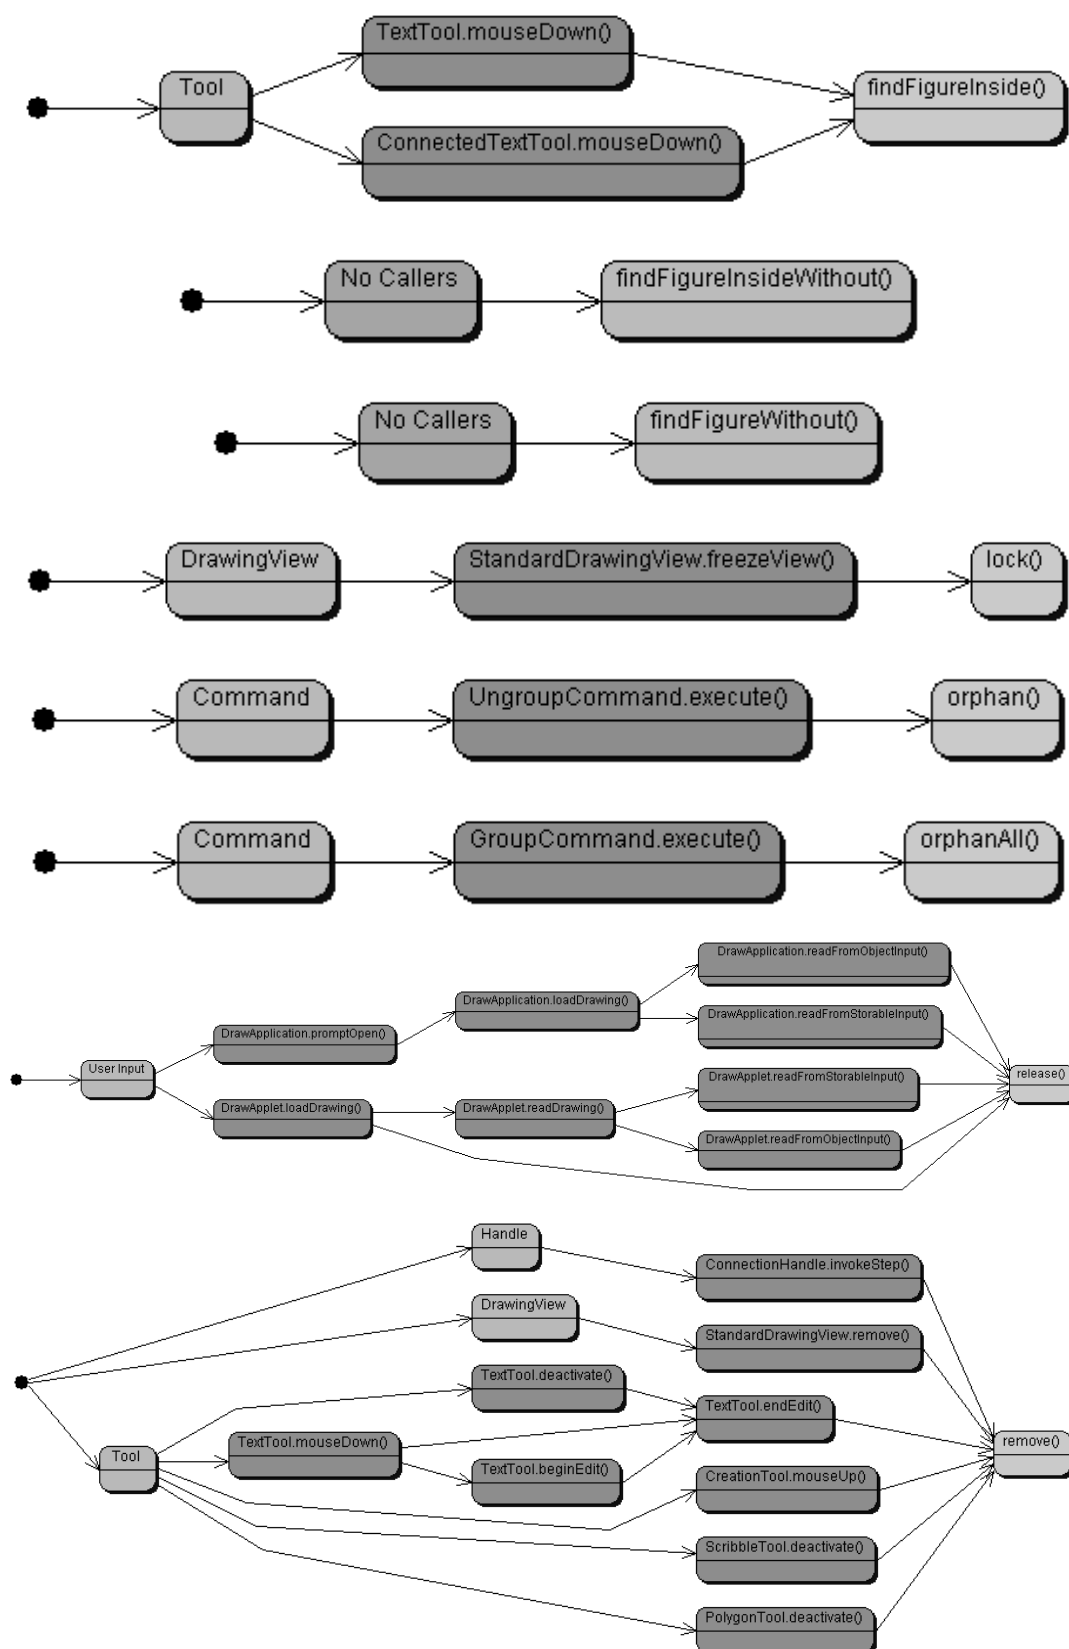 TextTool.mouseDown()
Tool
findFigureInside()
ConnectedTextTool.mouseDown()
No Callers
findFigureInsideWithout()
No Callers
findFigureWithout()
DrawingView
StandardDrawingView.freezeView()
lock()
Command
UngroupCommand.execute()
orphan()
Command
GroupCommand.execute()
orphanAll()
DrawApplication.readFromObjectInput()
DrawApplication.loadDrawing()
DrawApplication.readFromStorableInput()
DrawApplication.promptOpen()
User Input
DrawApplet.readFromStorableInput()
release()
DrawApplet.loadDrawing()
DrawApplet.readDrawing()
DrawApplet.readFromObjectInput()
Handle
ConnectionHandle.invokeStep()
DrawingView
StandardDrawingView.remove()
TextTool.deactivate()
TextTool.endEdit()
Tool
TextTool.mouseDown()
remove()
TextTool.beginEdit()
CreationTool.mouseUp()
ScribbleTool.deactivate()
PolygonTool.deactivate()